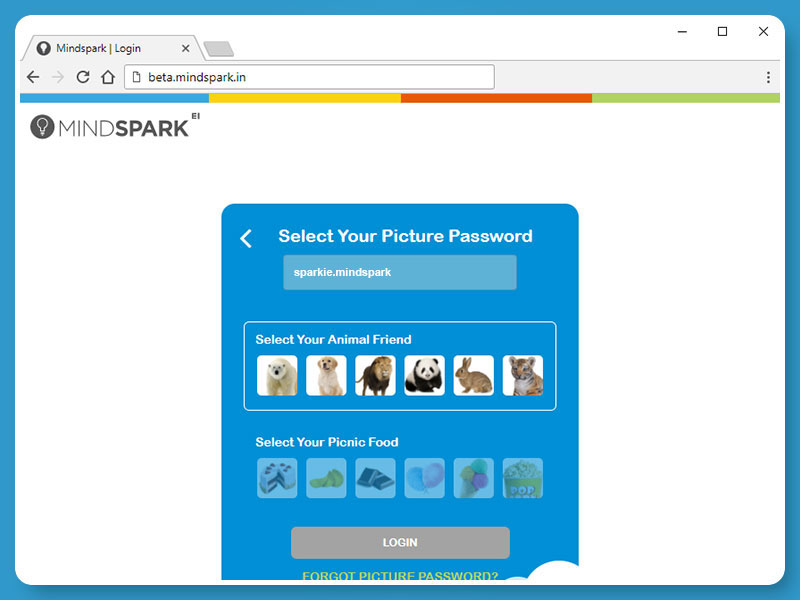 Mindspark | Login
beta.mindspark.in
MINDSPARK EI
Select Your Picture Password
sparkie.mindspark
Select Your Animal Friend
Select Your Picnic Food
POP
LOGIN
FORGOT PICTURE PASSWORD?